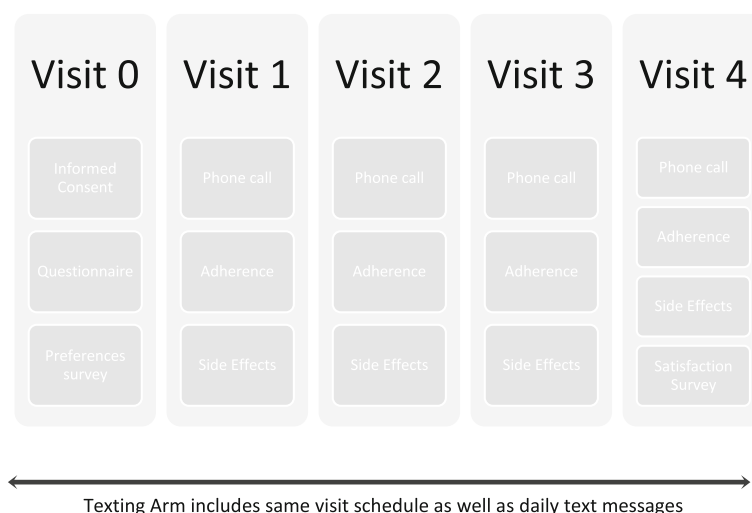 Visit 0
Informed
Consent
Questionnaire
Preferences
survey
Visit 1
Phone call
Adherence
Side Effects
Visit 2
Phone call
Adherence
Side Effects
Visit 3
Phone call
Adherence
Side Effects
Visit 4
Phone call
Adherence
Side Effects
Satisfaction
Survey
Texting Arm includes same visit schedule as well as daily text messages